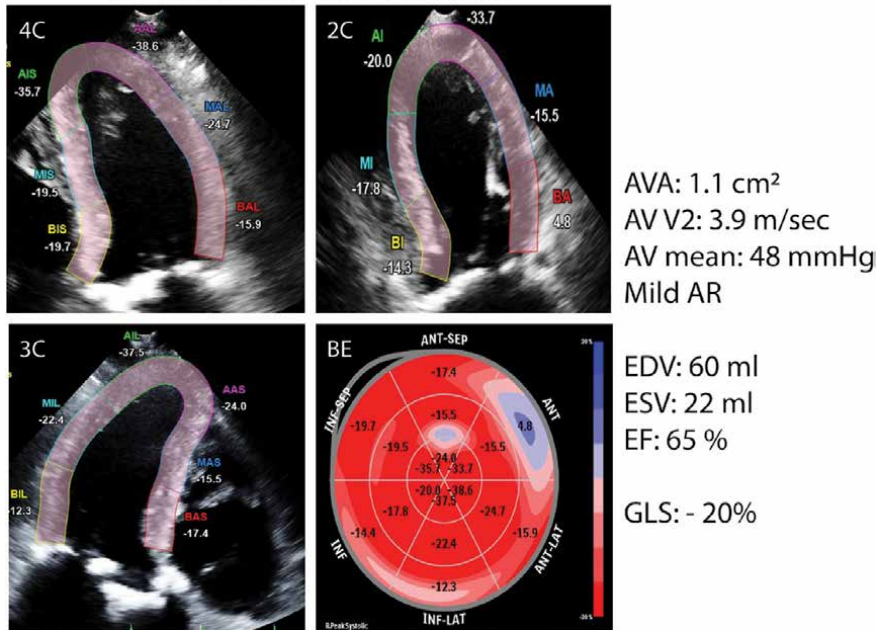 4C
AAL
-38.6
AIS
-35.7
MAL
-24.7
MIS
-19.5
BAL
-15.9
BIS
-19.7
2C
-33.7
AI
-20.0
MA
-15.5
MI
-17.8
BA
4.8
BI
-14.3
AVA: 1.1 cm²
AV V2: 3.9 m/sec
AV mean: 48 mmHg
Mild AR
3C
AIL
-37.5
MIL
-22.4
AAS
-24.0
MAS
-15.5
BIL
-12.3
BAS
-17.4
BE
ANT-SEP
20%
-17.4
INF-SEP
ANT
-19.7
-15.5
4.8
-19.5
-15.5
-24.0
-35.7 -33.7
-20.0 -38.6
-37.5
-17.8
-24.7
-14.4
-22.4
-15.9
INF
ANT-LAT
-12.3
INF-LAT
R.PeakSystolic
-20%
EDV: 60 ml
ESV: 22 ml
EF: 65 %
GLS: - 20%